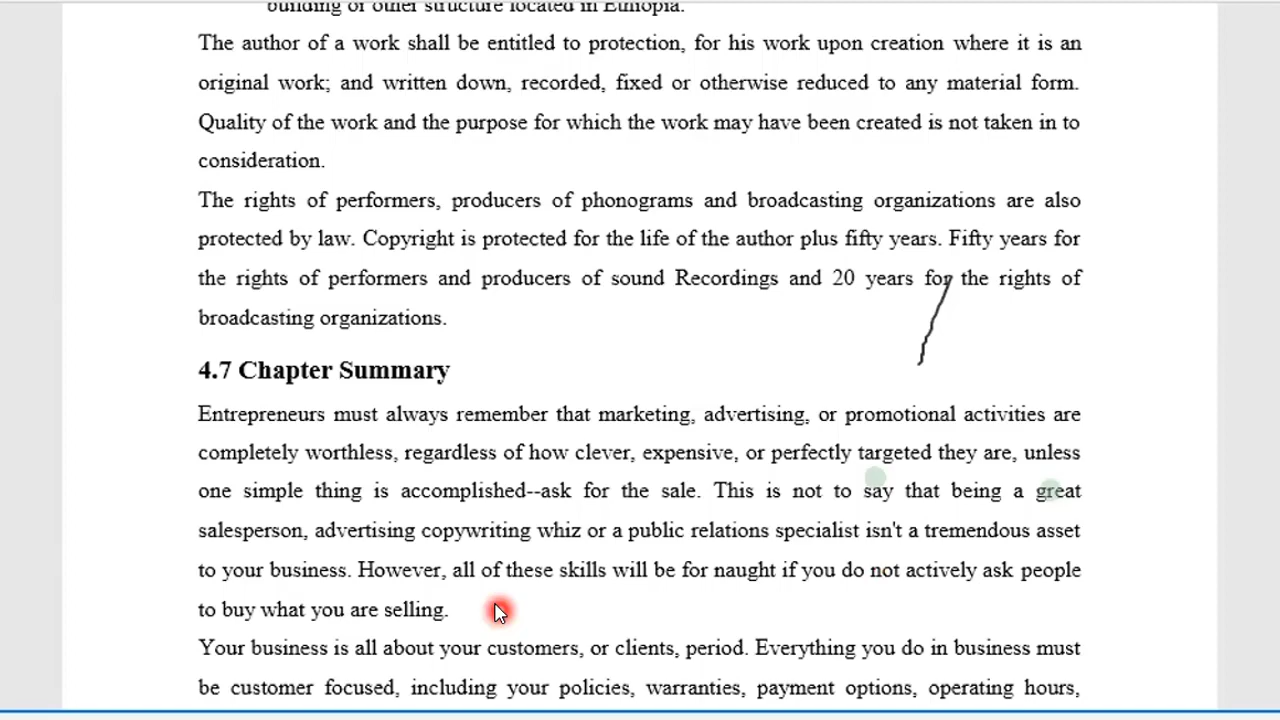 building or other structure located in Ethiopia.
The author of a work shall be entitled to protection, for his work upon creation where it is an
original work; and written down, recorded, fixed or otherwise reduced to any material form.
Quality of the work and the purpose for which the work may have been created is not taken in to
consideration.
The rights of performers, producers of phonograms and broadcasting organizations are also
protected by law. Copyright is protected for the life of the author plus fifty years. Fifty years for
the rights of performers and producers of sound Recordings and 20 years for the rights of
broadcasting organizations.
4.7 Chapter Summary
Entrepreneurs must always remember that marketing, advertising, or promotional activities are
completely worthless, regardless of how clever, expensive, or perfectly targeted they are, unless
one simple thing is accomplished--ask for the sale. This is not to say that being a great
salesperson, advertising copywriting whiz or a public relations specialist isn't a tremendous asset
to your business. However, all of these skills will be for naught if you do not actively ask people
to buy what you are selling.
Your business is all about your customers, or clients, period. Everything you do in business must
be customer focused, including your policies, warranties, payment options, operating hours,